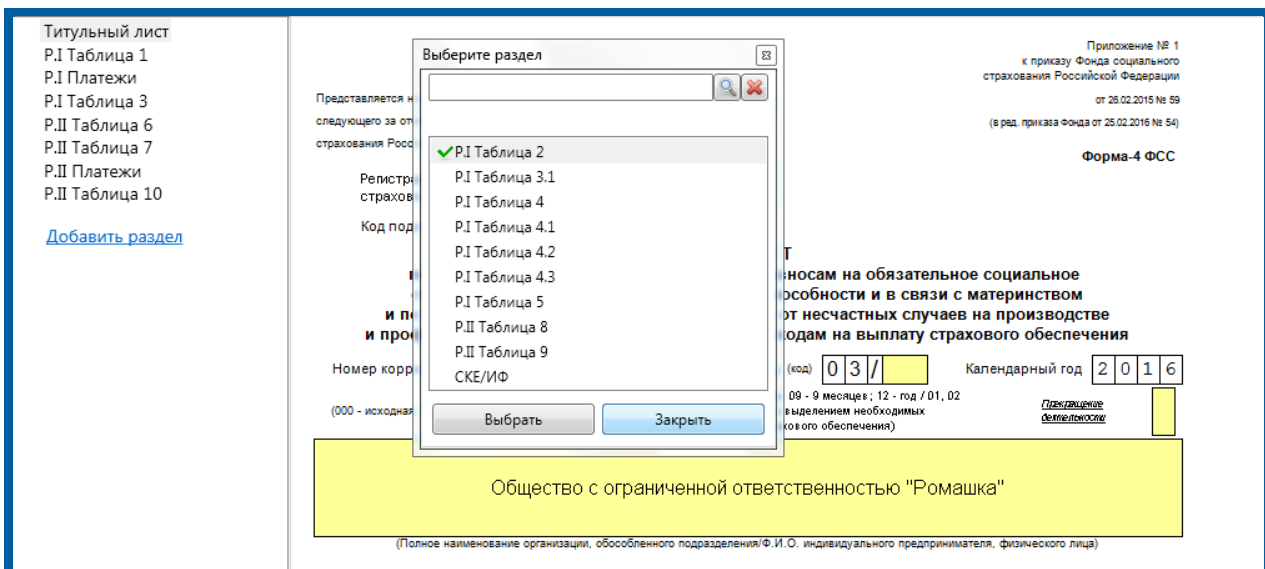 Титульный лист
Р.I Таблица 1
Р.I Платежи
Р.I Таблица 3
Р.II Таблица 6
Р.II Таблица 7
Р.II Платежи
Р.II Таблица 10
Добавить раздел
Выберите раздел
Р.I Таблица 2
Р.I Таблица 3.1
Р.I Таблица 4
Р.I Таблица 4.1
Р.I Таблица 4.2
Р.I Таблица 4.3
Р.I Таблица 5
Р.II Таблица 8
Р.II Таблица 9
СКЕ/ИФ
Выбрать
Закрыть
Приложение № 1
к приказу Фонда социального
страхования Российской Федерации
от 26.02.2015 № 59
(в ред. приказа Фонда от 25.02.2016 № 54)
Форма-4 ФСС
Представляется н
следующего за от
страхования Росс
Регистр
страхов
Код под
Т
зносам на обязательное социальное
особности и в связи с материнством
и по от несчастных случаев на производстве
и про одам на выплату страхового обеспечения
Номер корр (код) 0 3 / Календарный год 2 0 1 6
09 - 9 месяцев; 12 - год / 01, 02
(000 - исходная выделением необходимых
хового обеспечения)
Прекращение
деятельности
Общество с ограниченной ответственностью "Ромашка"
(Полное наименование организации, обособленного подразделения/Ф.И.О. индивидуального предпринимателя, физического лица)